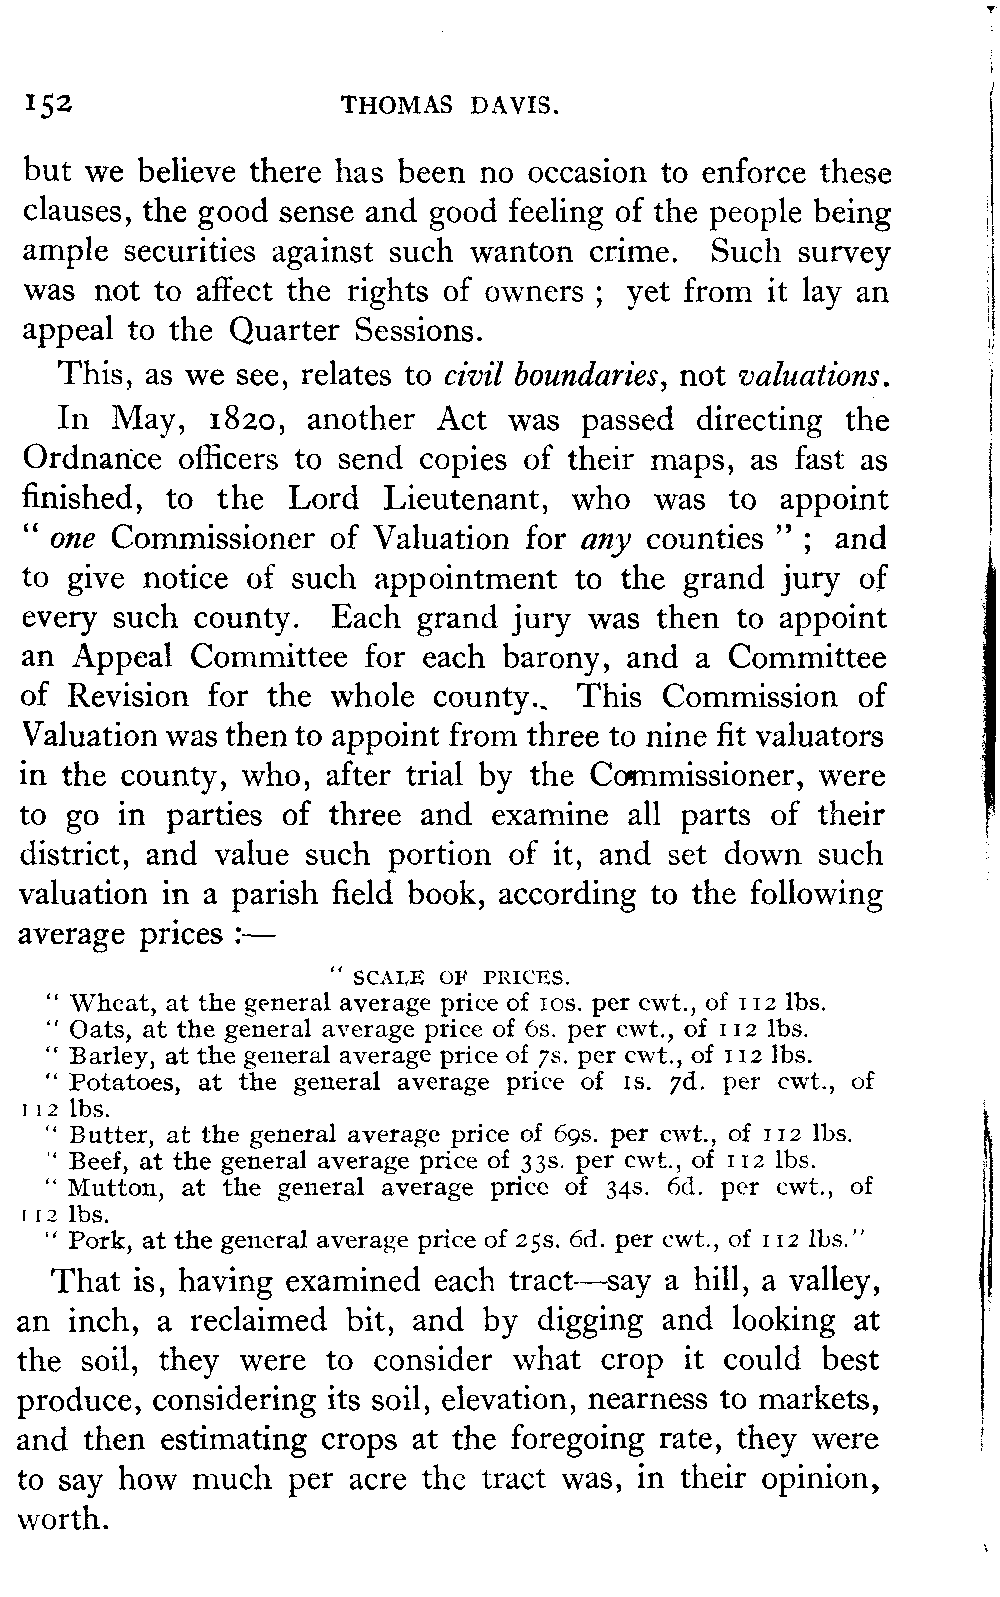 152 THOMAS DAVIS.
but we believe there has been no occasion to enforce these
clauses, the good sense and good feeling of the people being
ample securities against such wanton crime. Such survey
was not to affect the rights of owners ; yet from it lay an
appeal to the Quarter Sessions.
This, as we see, relates to civil boundaries, not valuations.
In May, 1820, another Act was passed directing the
Ordnance officers to send copies of their maps, as fast as
finished, to the Lord Lieutenant, who was to appoint
“ one Commissioner of Valuation for any counties ” ; and
to give notice of such appointment to the grand jury of
every such county. Each grand jury was then to appoint
an Appeal Committee for each barony, and a Committee
of Revision for the whole county. This Commission of
Valuation was then to appoint from three to nine fit valuators
in the county, who, after trial by the Commissioner, were
to go in parties of three and examine all parts of their
district, and value such portion of it, and set down such
valuation in a parish field book, according to the following
average prices :—
“ SCALE OF PRICES.
“ Wheat, at the general average price of 10s. per cwt., of 112 lbs.
“ Oats, at the general average price of 6s. per cwt., of 112 lbs.
“ Barley, at the general average price of 7s. per cwt., of 112 lbs.
“ Potatoes, at the general average price of 1s. 7d. per cwt., of
112 lbs.
“ Butter, at the general average price of 69s. per cwt., of 112 lbs.
“ Beef, at the general average price of 33s. per cwt., of 112 lbs.
“ Mutton, at the general average price of 34s. 6d. per cwt., of
112 lbs.
“ Pork, at the general average price of 25s. 6d. per cwt., of 112 lbs.”
That is, having examined each tract—say a hill, a valley,
an inch, a reclaimed bit, and by digging and looking at
the soil, they were to consider what crop it could best
produce, considering its soil, elevation, nearness to markets,
and then estimating crops at the foregoing rate, they were
to say how much per acre the tract was, in their opinion,
worth.